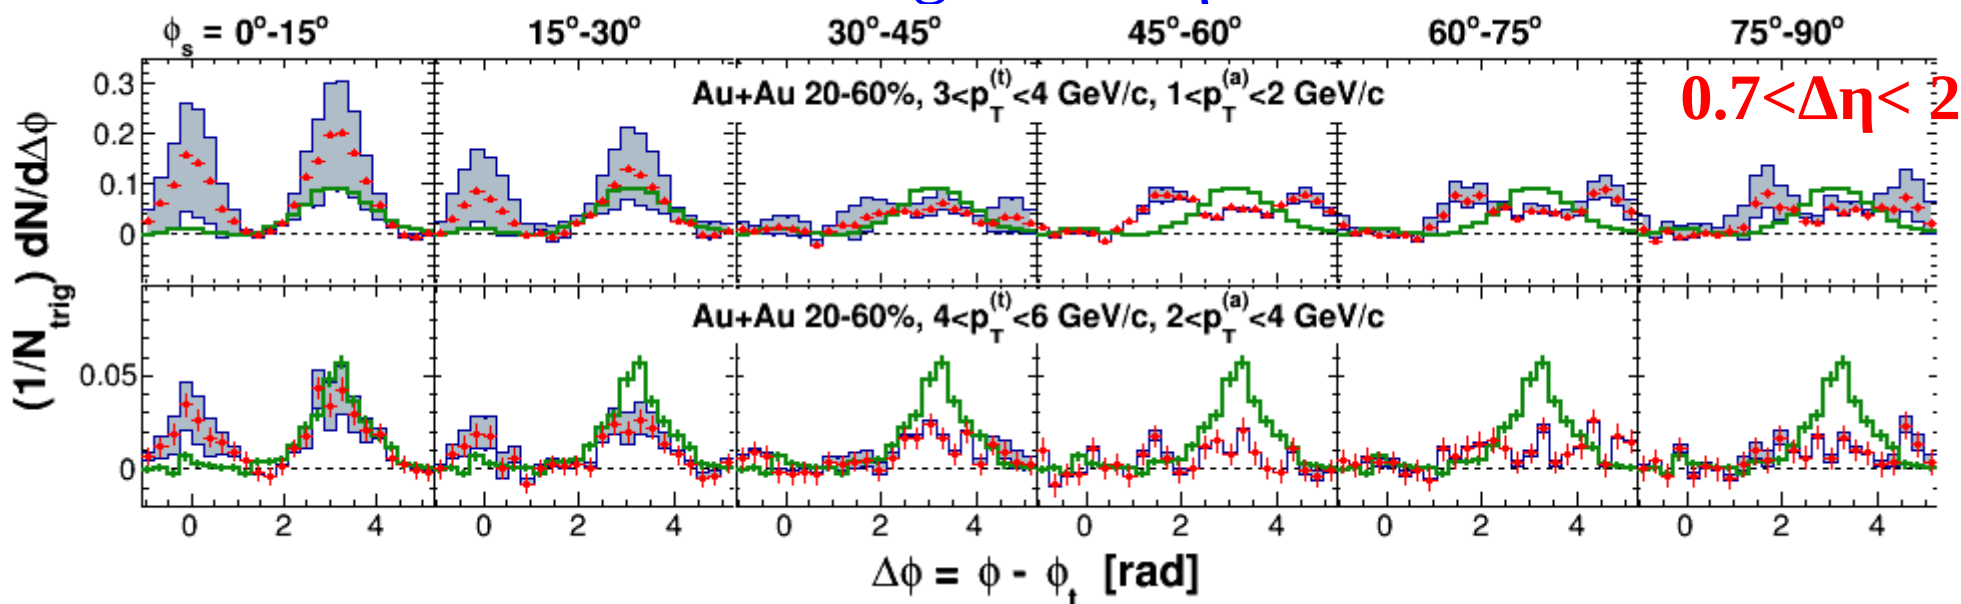 ϕs = 0°-15° 15°-30° 30°-45° 45°-60° 60°-75° 75°-90°
Au+Au 20-60%, 3<pT(t)<4 GeV/c, 1<pT(a)<2 GeV/c
0.7<Δη< 2
0.3
0.2
0.1
0
(1/Ntrig) dN/dΔϕ
Au+Au 20-60%, 4<pT(t)<6 GeV/c, 2<pT(a)<4 GeV/c
0.05
0
0 2 4 0 2 4 0 2 4 0 2 4 0 2 4 0 2 4
Δϕ = ϕ - ϕt [rad]